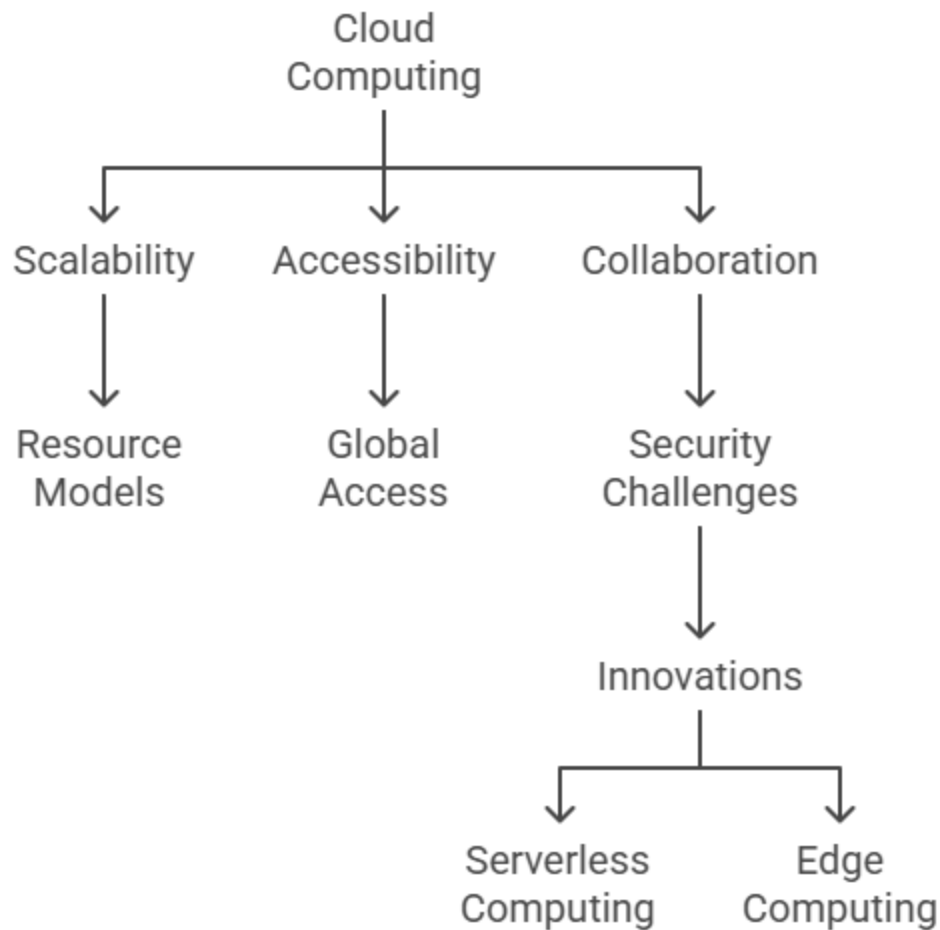 Cloud
Computing
Scalability
Accessibility
Collaboration
Resource
Models
Global
Access
Security
Challenges
Innovations
Serverless
Computing
Edge
Computing